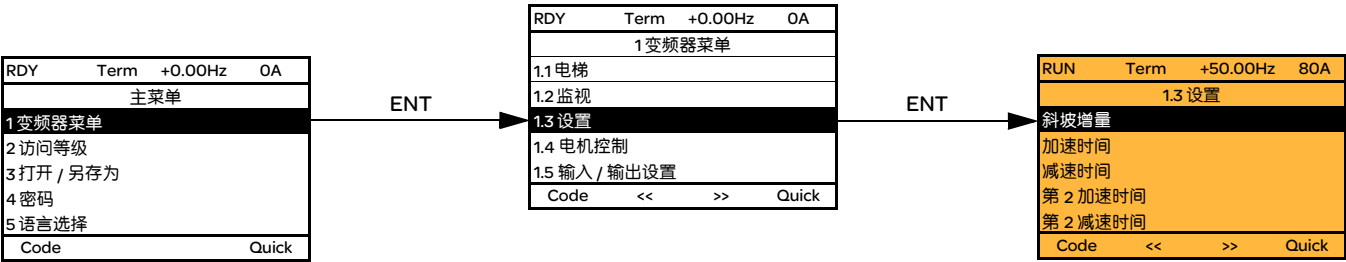 RDY Term +0.00Hz 0A
主菜单
1 变频器菜单
2 访问等级
3 打开 / 另存为
4 密码
5 语言选择
Code Quick
ENT
RDY Term +0.00Hz 0A
1 变频器菜单
1.1 电梯
1.2 监视
1.3 设置
1.4 电机控制
1.5 输入 / 输出设置
Code << >> Quick
ENT
RUN Term +50.00Hz 80A
1.3 设置
斜坡增量
加速时间
减速时间
第 2 加速时间
第 2 减速时间
Code << >> Quick